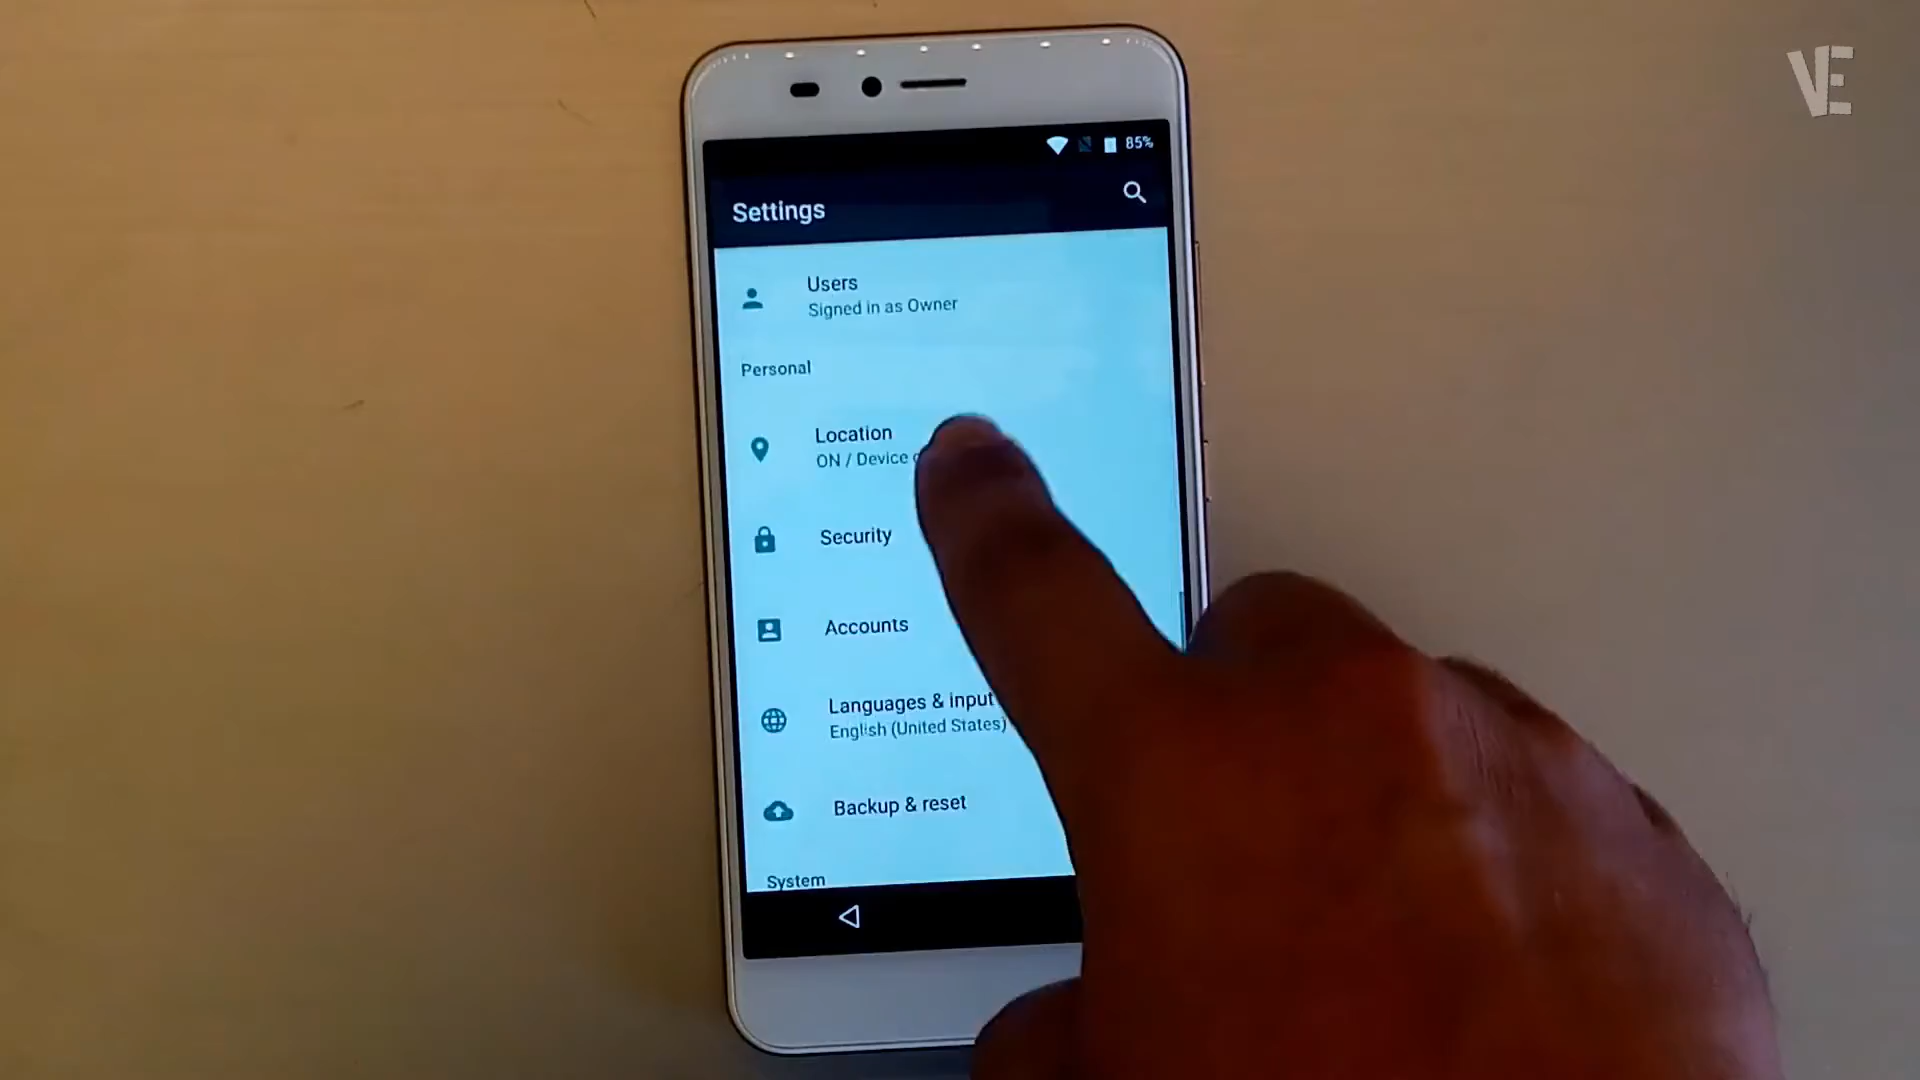 VE
85%
Settings
Users
Signed in as Owner
Personal
Location
ON / Device
Security
Accounts
Languages & input
English (United States)
Backup & reset
System